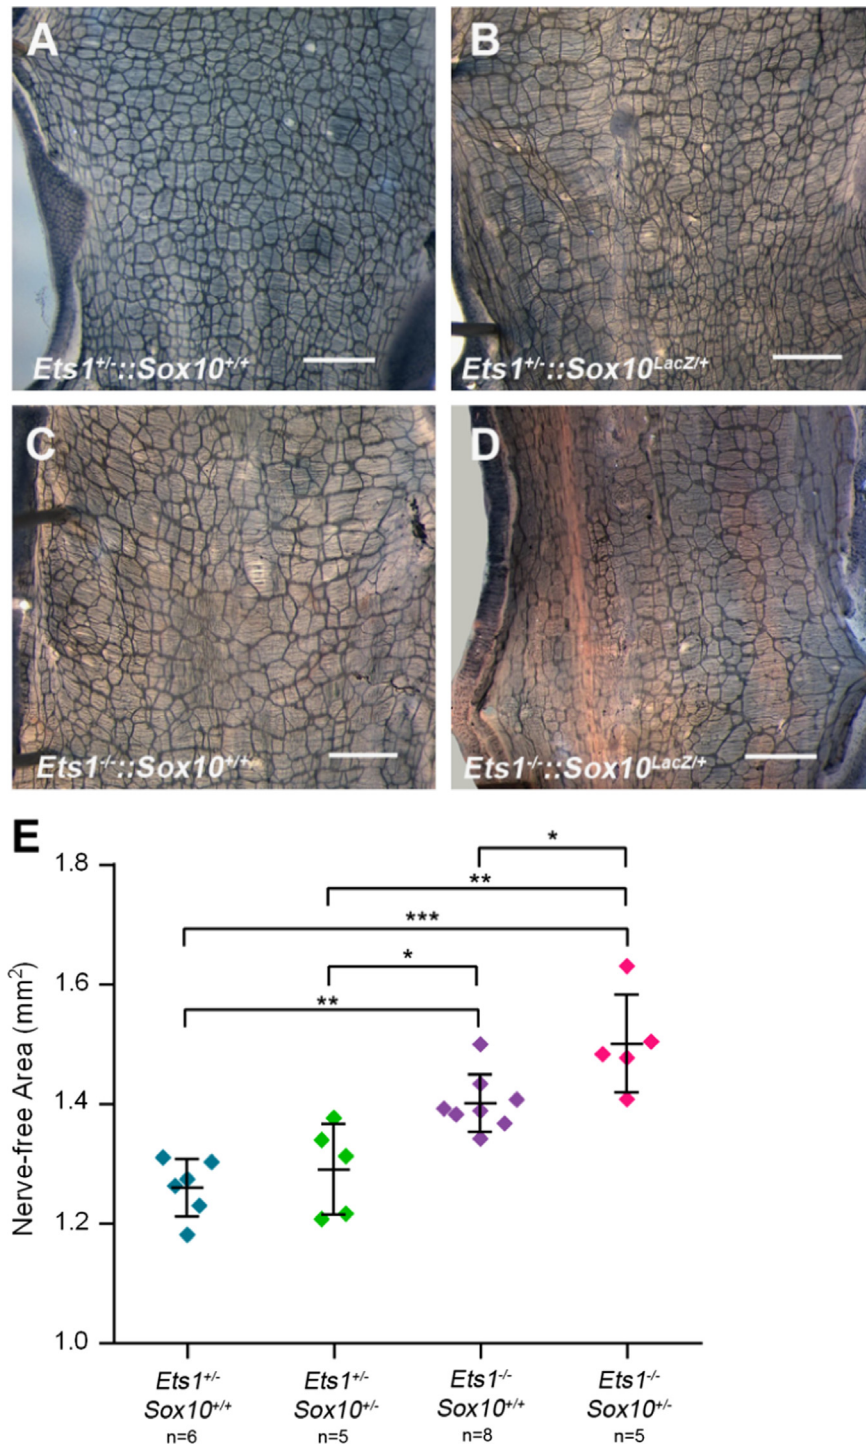 A
B
Ets1+/-::Sox10+/+
Ets1+/-::Sox10LacZ/+
C
D
Ets1-/-::Sox10+/+
Ets1-/-::Sox10LacZ/+
E
*
**
***
*
**
1.8
1.6
1.4
1.2
1.0
Nerve-free Area (mm²)
Ets1+/-
Sox10+/+
n=6
Ets1+/-
Sox10+/-
n=5
Ets1-/-
Sox10+/+
n=8
Ets1-/-
Sox10+/-
n=5